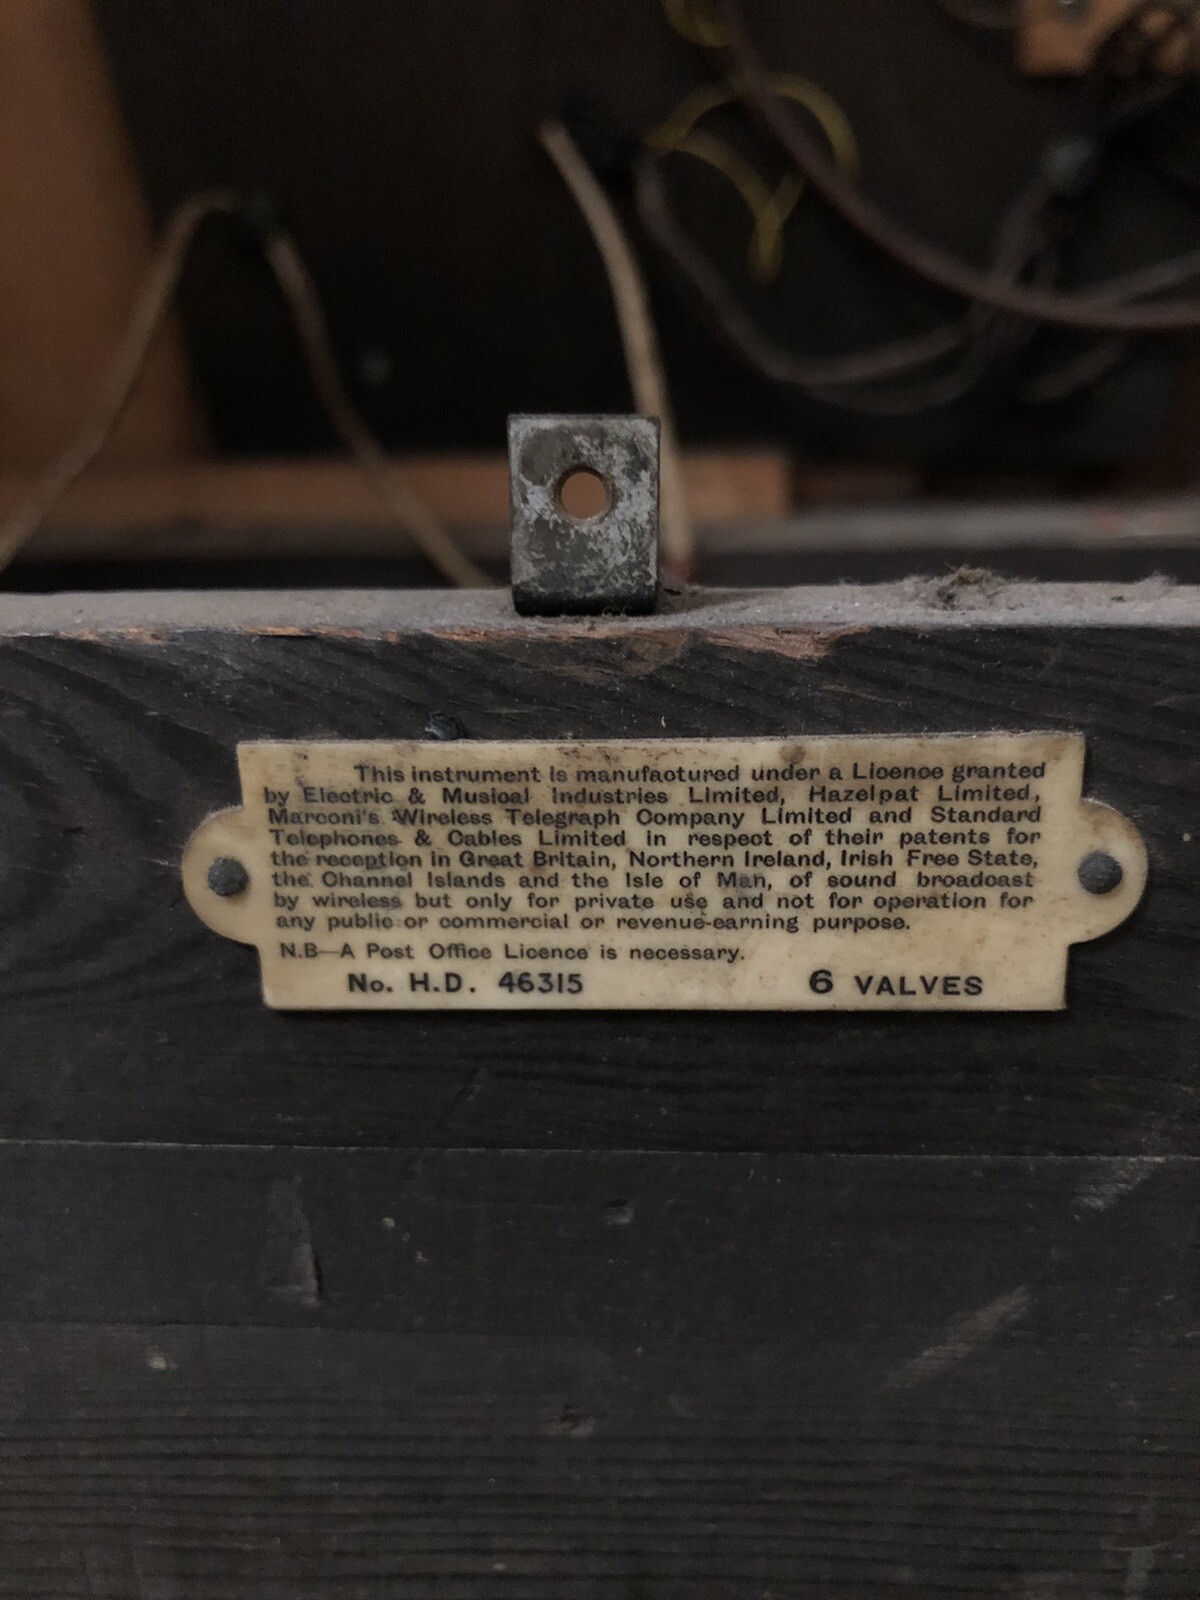 This instrument is manufactured under a Licence granted
by Electric & Musical Industries Limited, Hazelpat Limited,
Marconi's Wireless Telegraph Company Limited and Standard
Telephones & Cables Limited in respect of their patents for
the reception in Great Britain, Northern Ireland, Irish Free State,
the Channel Islands and the Isle of Man, of sound broadcast
by wireless but only for private use and not for operation for
any public or commercial or revenue-earning purpose.
N.B—A Post Office Licence is necessary.
No. H.D. 46315 6 VALVES